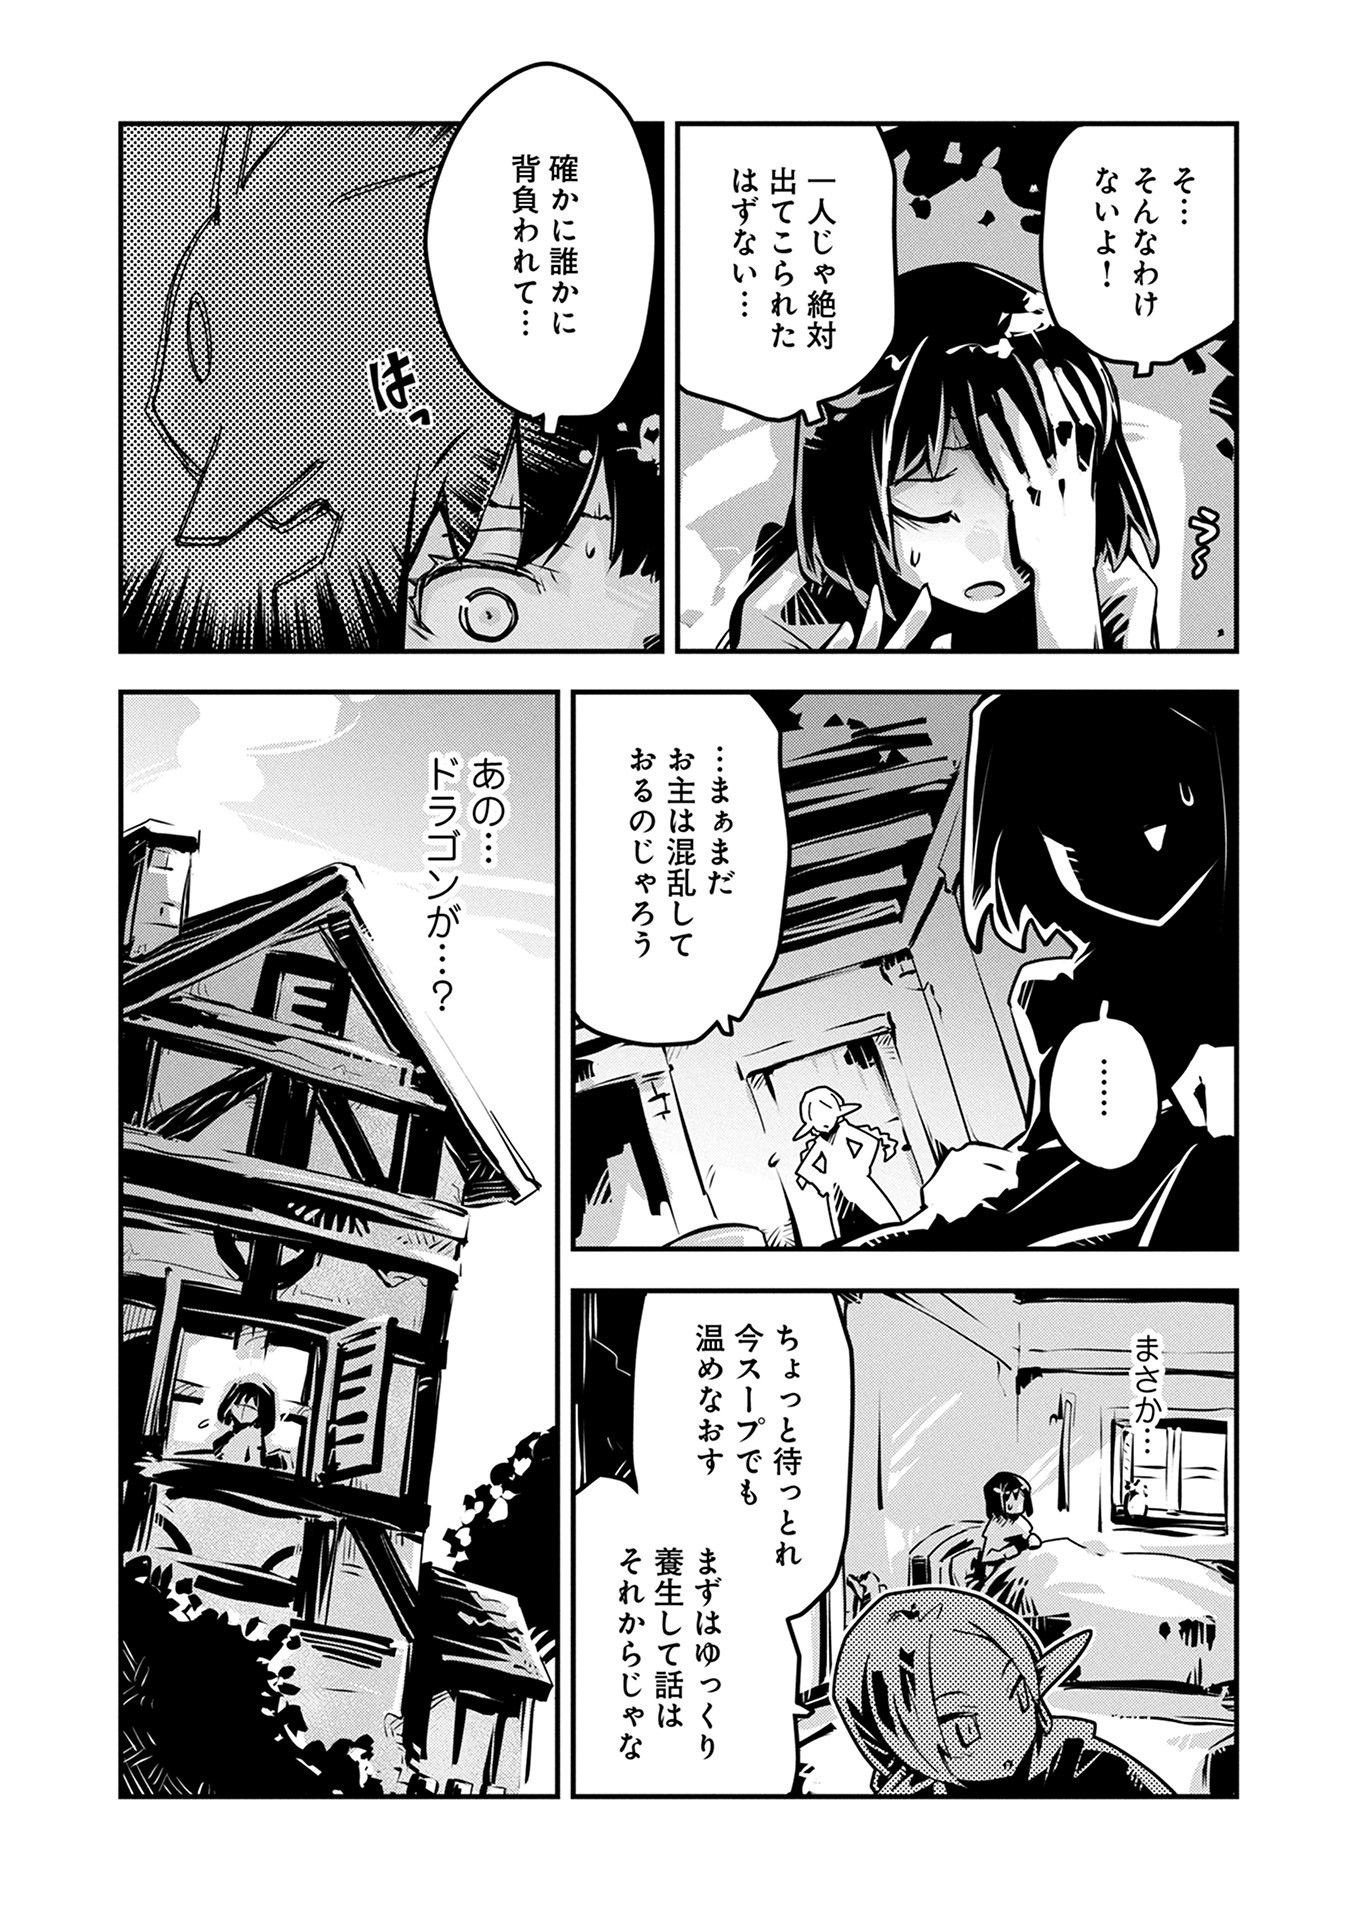 そ…
そんなわけ
ないよ！
一人じゃ絶対
出てこられた
はずない…
うう～
確かに誰かに
背負われて…
はっ
……
…まぁまだ
お主は混乱して
おるのじゃろう
まさか…
ちょっと待っとれ
今スープでも
温めなおす
まずはゆっくり
養生して話は
それからじゃな
あの…
ドラゴンが…？